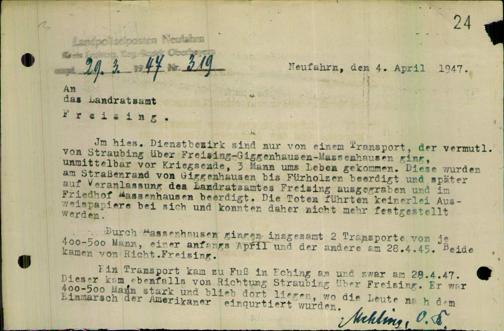 24
Landpolizeiposten Neufahrn
Oberbayern
29.3. 1947 Nr. 319
Neufahrn, den 4. April 1947.
An
das Landratsamt
Freising.
Jm hies. Dienstbezirk sind nur von einem Transport, der vermutl.
von Straubing über Freising-Giggenhausen-Massenhausen ging,
unmittelbar vor Kriegsende, 3 Mann ums Leben gekommen. Diese wurden
am Straßenrand von Giggenhausen bis Fürholzen beerdigt und später
auf Veranlassung des Landratsamtes Freising ausgegraben und im
Friedhof Massenhausen beerdigt. Die Toten führten keinerlei Aus-
weispapiere bei sich und konnten daher nicht mehr festgestellt
werden.
Durch Massenhausen gingen insgesamt 2 Transporte von je
400-500 Mann, einer anfangs April und der andere am 28.4.45. Beide
kamen von Richt.Freising.
Ein Transport kam zu Fuß in Eching an und zwar am 28.4.47.
Dieser kam ebenfalls von Richtung Straubing über Freising. Er war
400-500 Mann stark und blieb dort liegen, wo die Leute na h dem
Einmarsch der Amerikaner einqurtiert wurden.